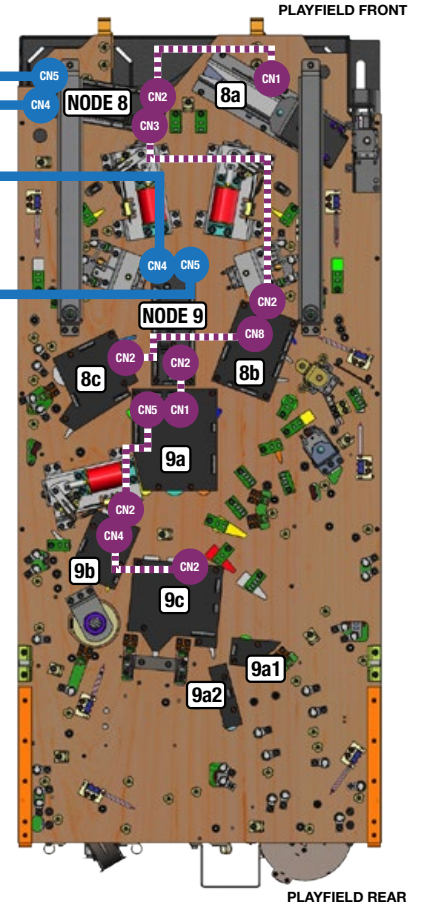 PLAYFIELD FRONT
CN5
CN1
CN2
8a
NODE 8
CN4
CN3
CN4
CN5
CN2
NODE 9
CN8
CN2
CN2
8c
8b
CN5
CN1
9a
CN2
CN4
CN2
9b
9c
9a1
9a2
PLAYFIELD REAR